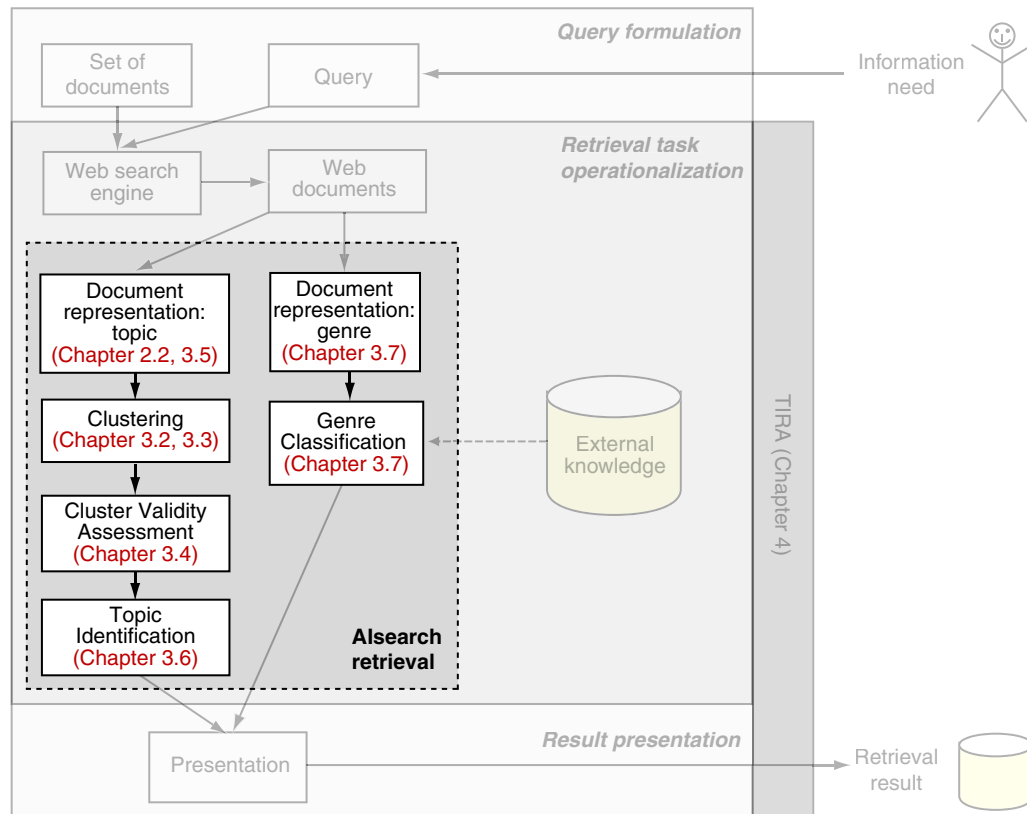 Query formulation
Set of
documents
Query
Information
need
Retrieval task
operationalization
Web search
engine
Web
documents
Document
representation:
topic
(Chapter 2.2, 3.5)
Document
representation:
genre
(Chapter 3.7)
Clustering
(Chapter 3.2, 3.3)
Genre
Classification
(Chapter 3.7)
External
knowledge
TIRA (Chapter 4)
Cluster Validity
Assessment
(Chapter 3.4)
Topic
Identification
(Chapter 3.6)
AIsearch
retrieval
Result presentation
Presentation
Retrieval
result